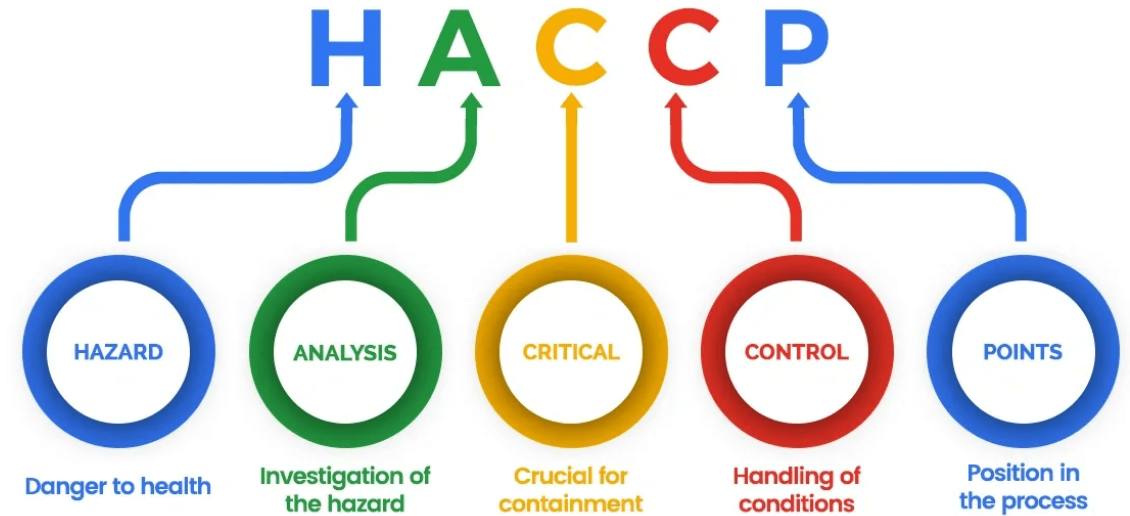 HACCP
HAZARD
ANALYSIS
CRITICAL
CONTROL
POINTS
Danger to health
Investigation of
the hazard
Crucial for
containment
Handling of
conditions
Position in
the process